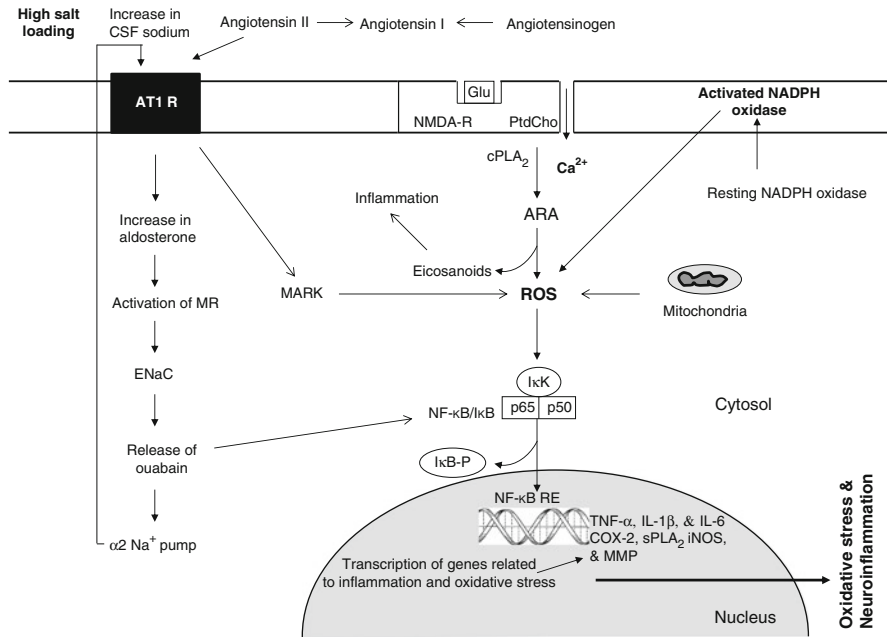 High salt
loading
Increase in
CSF sodium
Angiotensin II
Angiotensin I
Angiotensinogen
AT1 R
Glu
NMDA-R
PtdCho
Activated NADPH
oxidase
cPLA2
Ca2+
Resting NADPH oxidase
Inflammation
ARA
Increase in
aldosterone
Eicosanoids
MARK
ROS
Mitochondria
Activation of MR
ENaC
IκK
p65
p50
NF-κB/IκB
Cytosol
Release of
ouabain
IκB-P
NF-κB RE
TNF-α, IL-1β, & IL-6
COX-2, sPLA2 iNOS,
& MMP
α2 Na+ pump
Transcription of genes related
to inflammation and oxidative stress
Nucleus
Oxidative stress &
Neuroinflammation